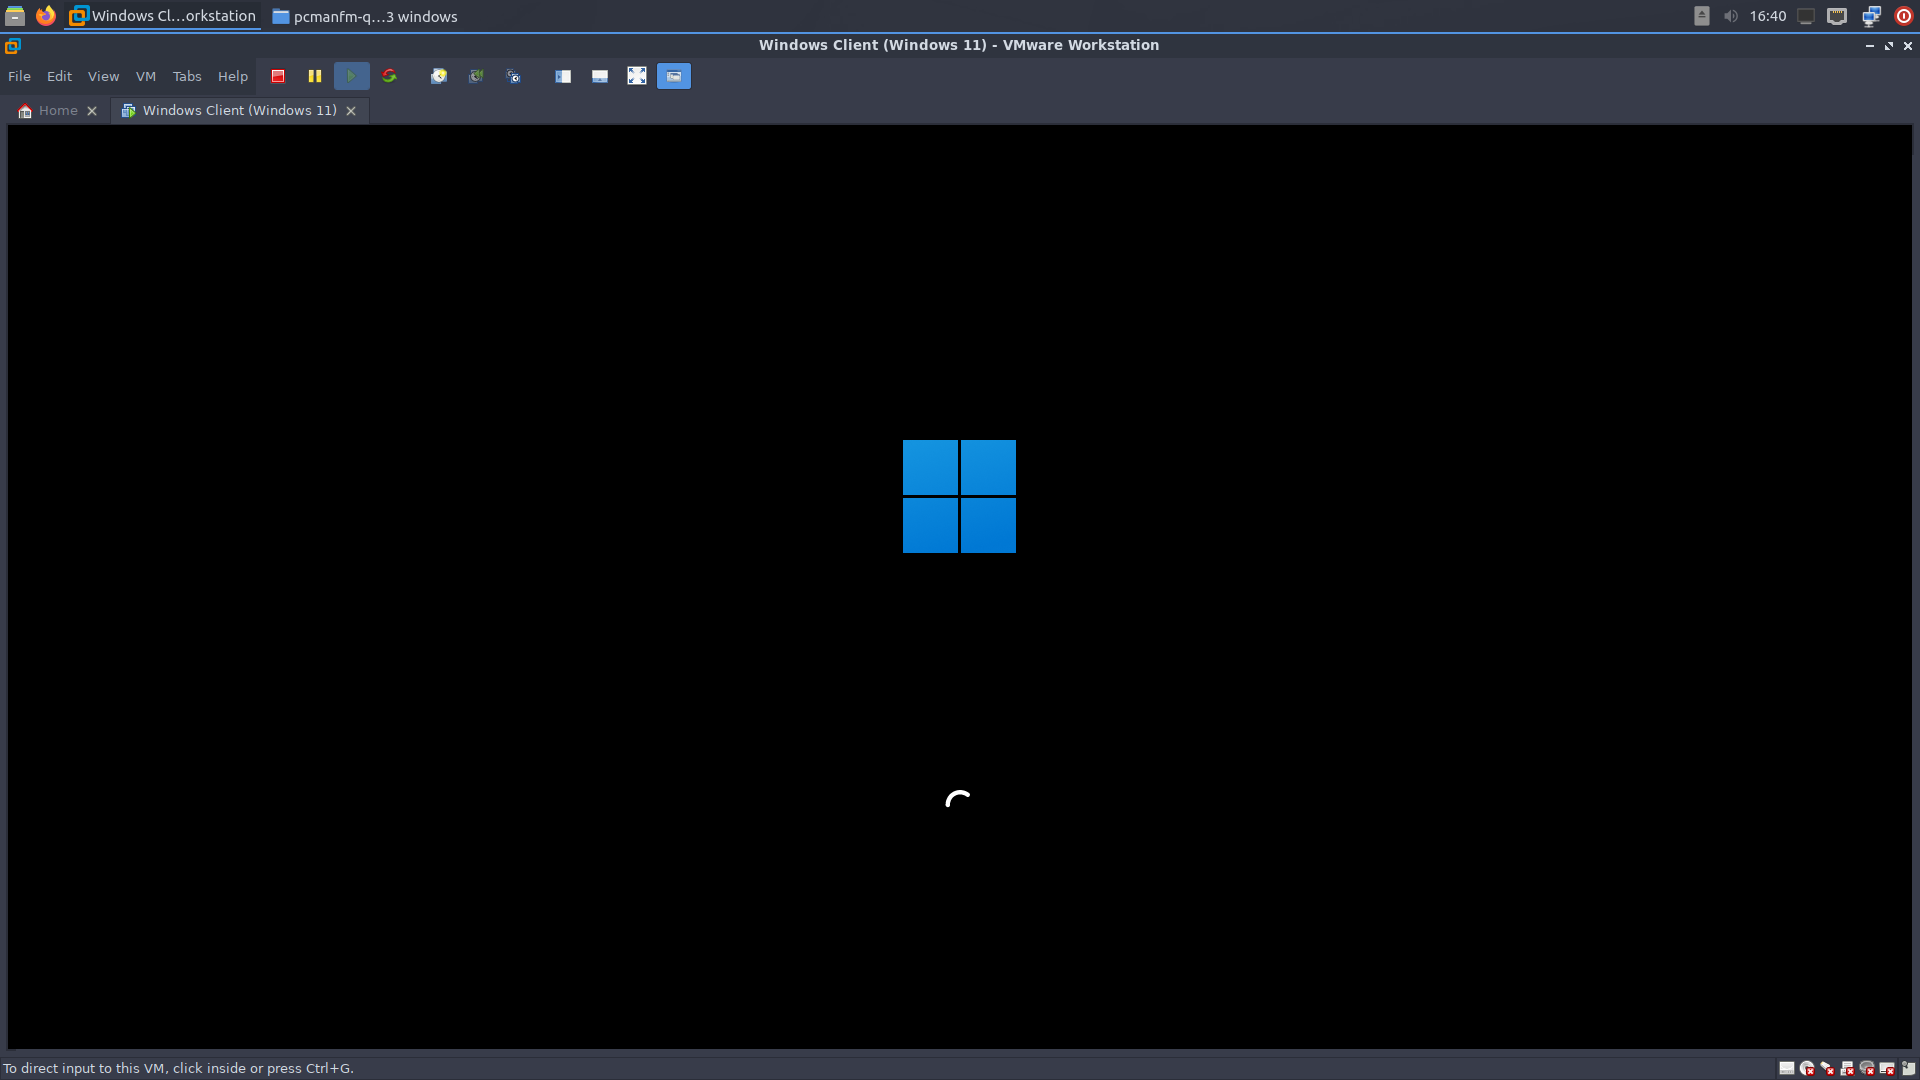 Windows Cl...orkstation
pcmanfm-q...3 windows
16:40
Windows Client (Windows 11) - VMware Workstation
File Edit View VM Tabs Help
Home
Windows Client (Windows 11)
To direct input to this VM, click inside or press Ctrl+G.